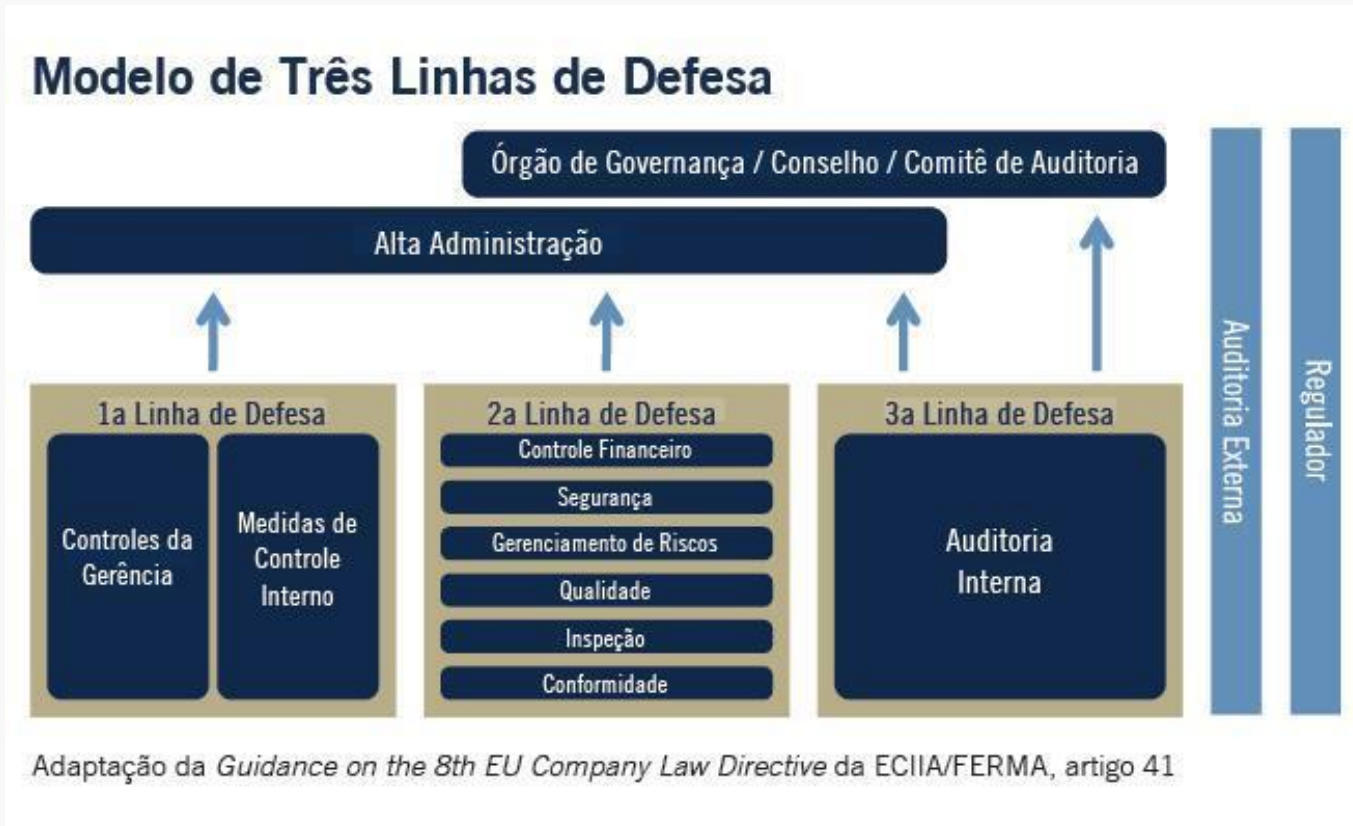 Modelo de Três Linhas de Defesa
Órgão de Governança / Conselho / Comitê de Auditoria
Alta Administração
1a Linha de Defesa
Controles da
Gerência
Medidas de
Controle
Interno
2a Linha de Defesa
Controle Financeiro
Segurança
Gerenciamento de Riscos
Qualidade
Inspeção
Conformidade
3a Linha de Defesa
Auditoria
Interna
Auditoria Externa
Regulador
Adaptação da Guidance on the 8th EU Company Law Directive da ECIIA/FERMA, artigo 41